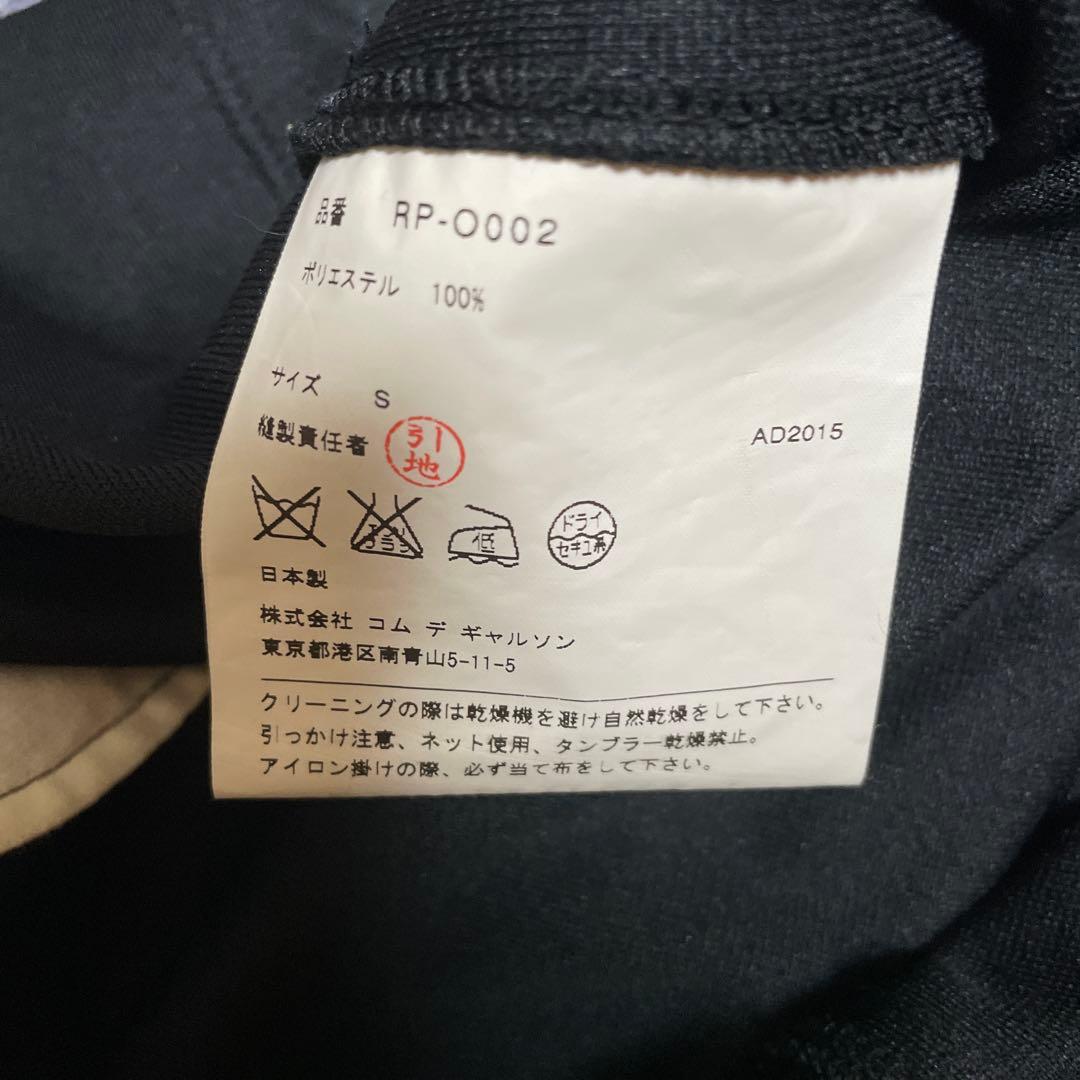 品番 RP-O002
ポリエステル 100%
サイズ S
縫製責任者 引地
AD2015
エンソ サラシ
低
ドライ
セキユ系
日本製
株式会社 コム デ ギャルソン
東京都港区南青山5-11-5
クリーニングの際は乾燥機を避け自然乾燥をして下さい。
引っかけ注意、ネット使用、タンブラー乾燥禁止。
アイロン掛けの際、必ず当て布をして下さい。